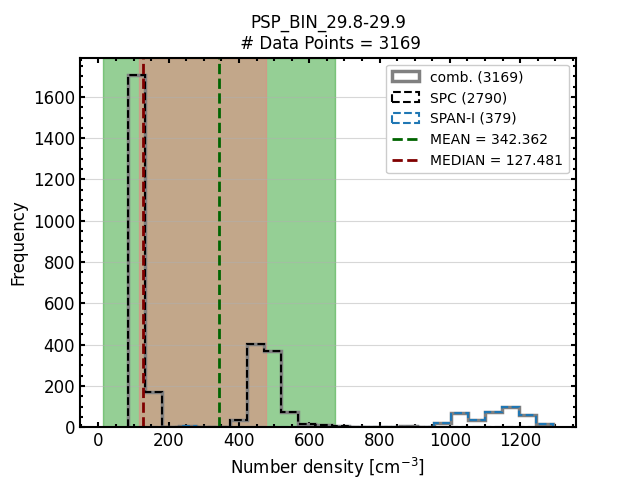 PSP_BIN_29.8-29.9
# Data Points = 3169
comb. (3169)
SPC (2790)
SPAN-I (379)
MEAN = 342.362
MEDIAN = 127.481
Frequency
1600
1400
1200
1000
800
600
400
200
0
0 200 400 600 800 1000 1200
Number density [cm⁻³]